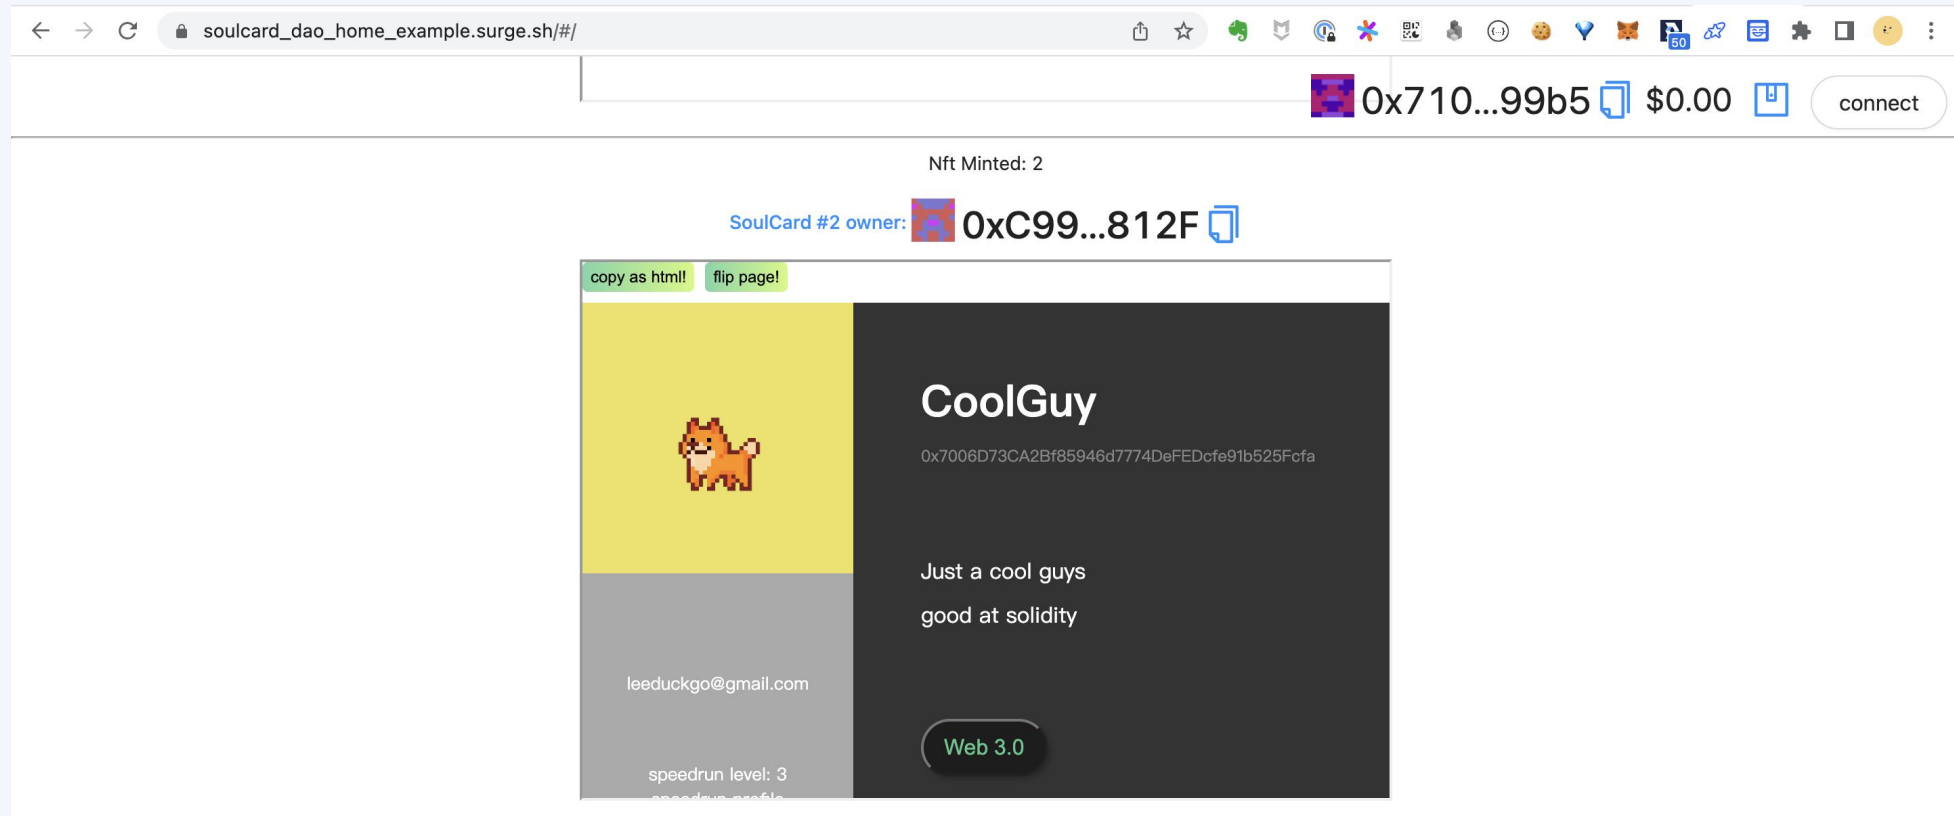 soulcard_dao_home_example.surge.sh/#/
50
0x710...99b5 $0.00 connect
Nft Minted: 2
SoulCard #2 owner: 0xC99...812F
copy as html! flip page!
CoolGuy
0x7006D73CA2Bf85946d7774DeFEDcfe91b525Fcfa
Just a cool guys
good at solidity
leeduckgo@gmail.com
Web 3.0
speedrun level: 3
speedrun profile